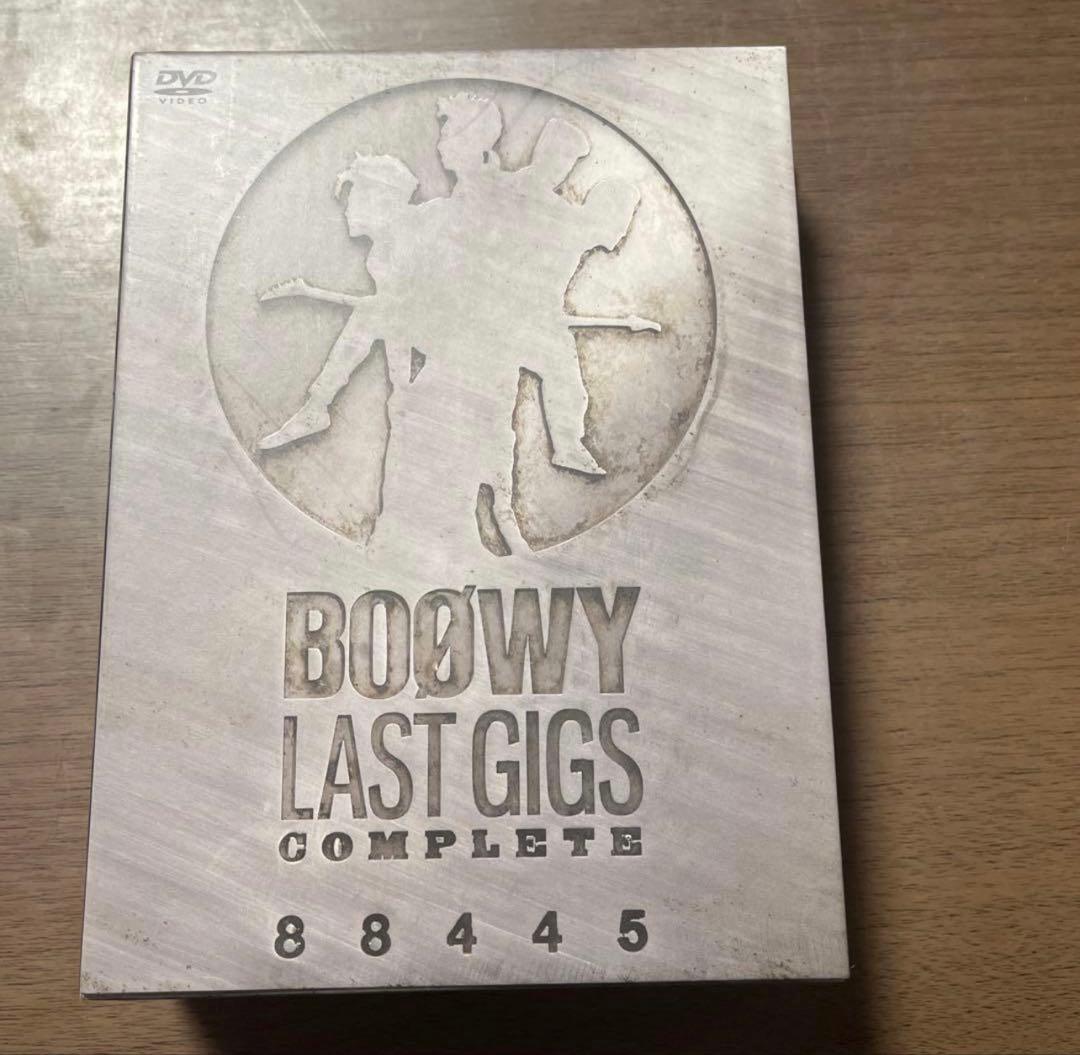 DVD
VIDEO
BOØWY
LAST GIGS
COMPLETE
8 8 4 4 5